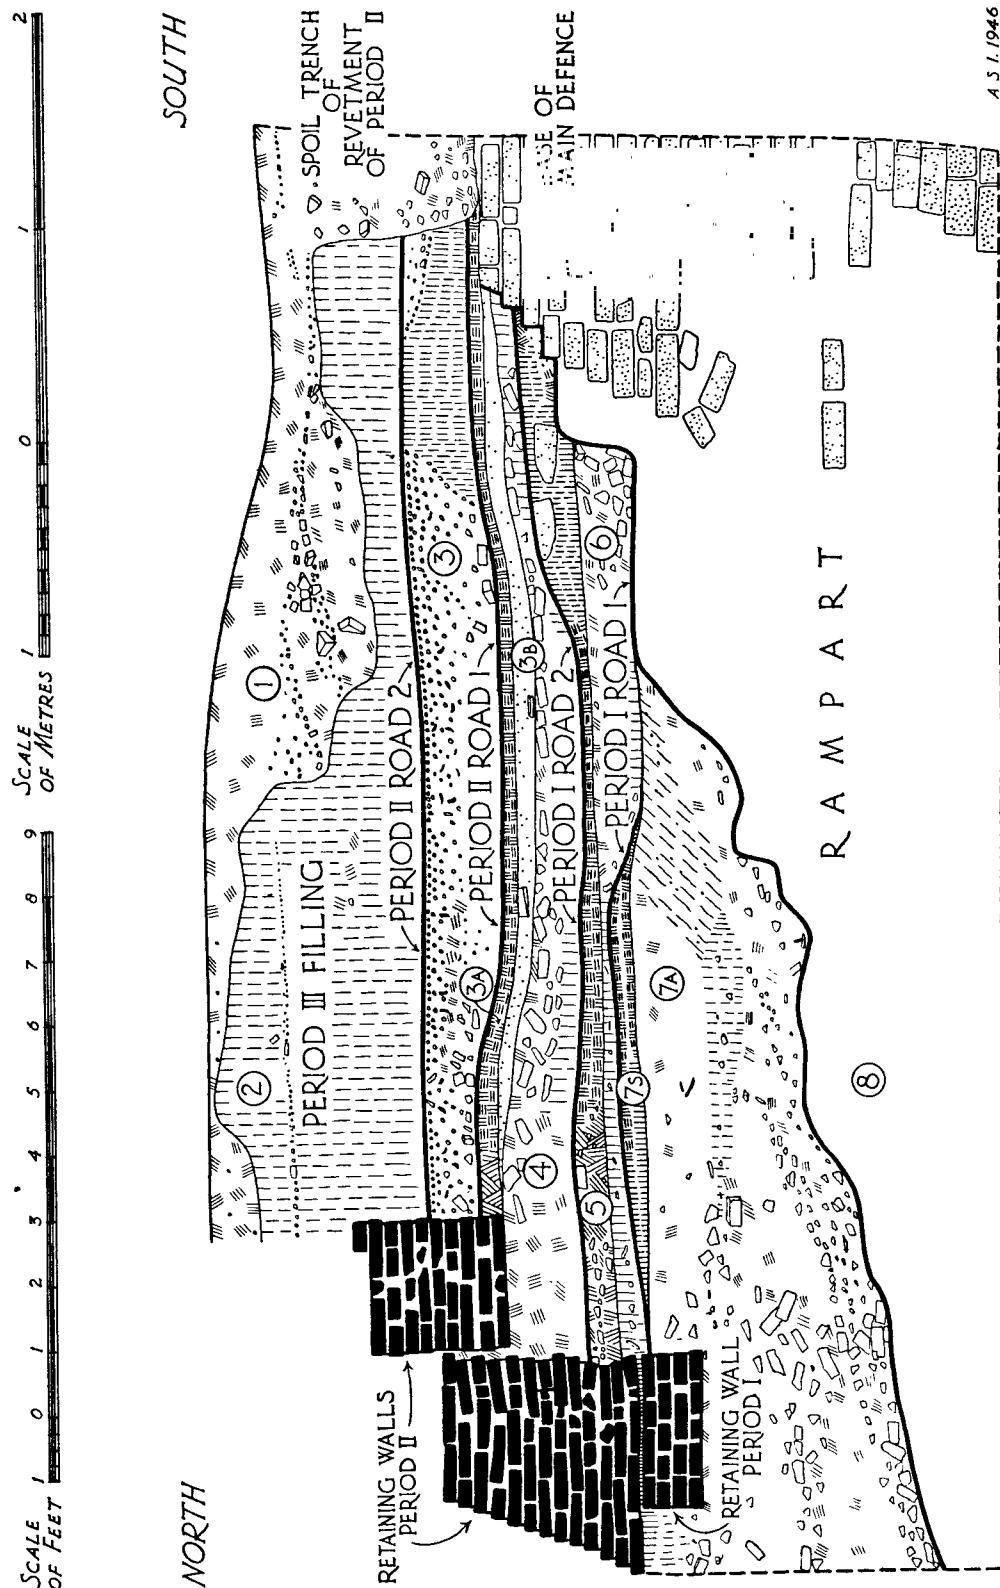 SCALE
OF FEET
1 0 1 2 3 4 5 6 7 8 9
SCALE
OF METRES
1 0 1 2
NORTH
SOUTH
SPOIL TRENCH
OF
REVETMENT
OF PERIOD II
1
2
PERIOD III FILLING
PERIOD II ROAD 2
3
RETAINING WALLS
PERIOD II
3A
PERIOD II ROAD 1
3B
OF
MAIN DEFENCE
4
PERIOD I ROAD 2
5
6
PERIOD I ROAD 1
7S
7A
RETAINING WALL
PERIOD I
8
RAMPART
A S I. 1946